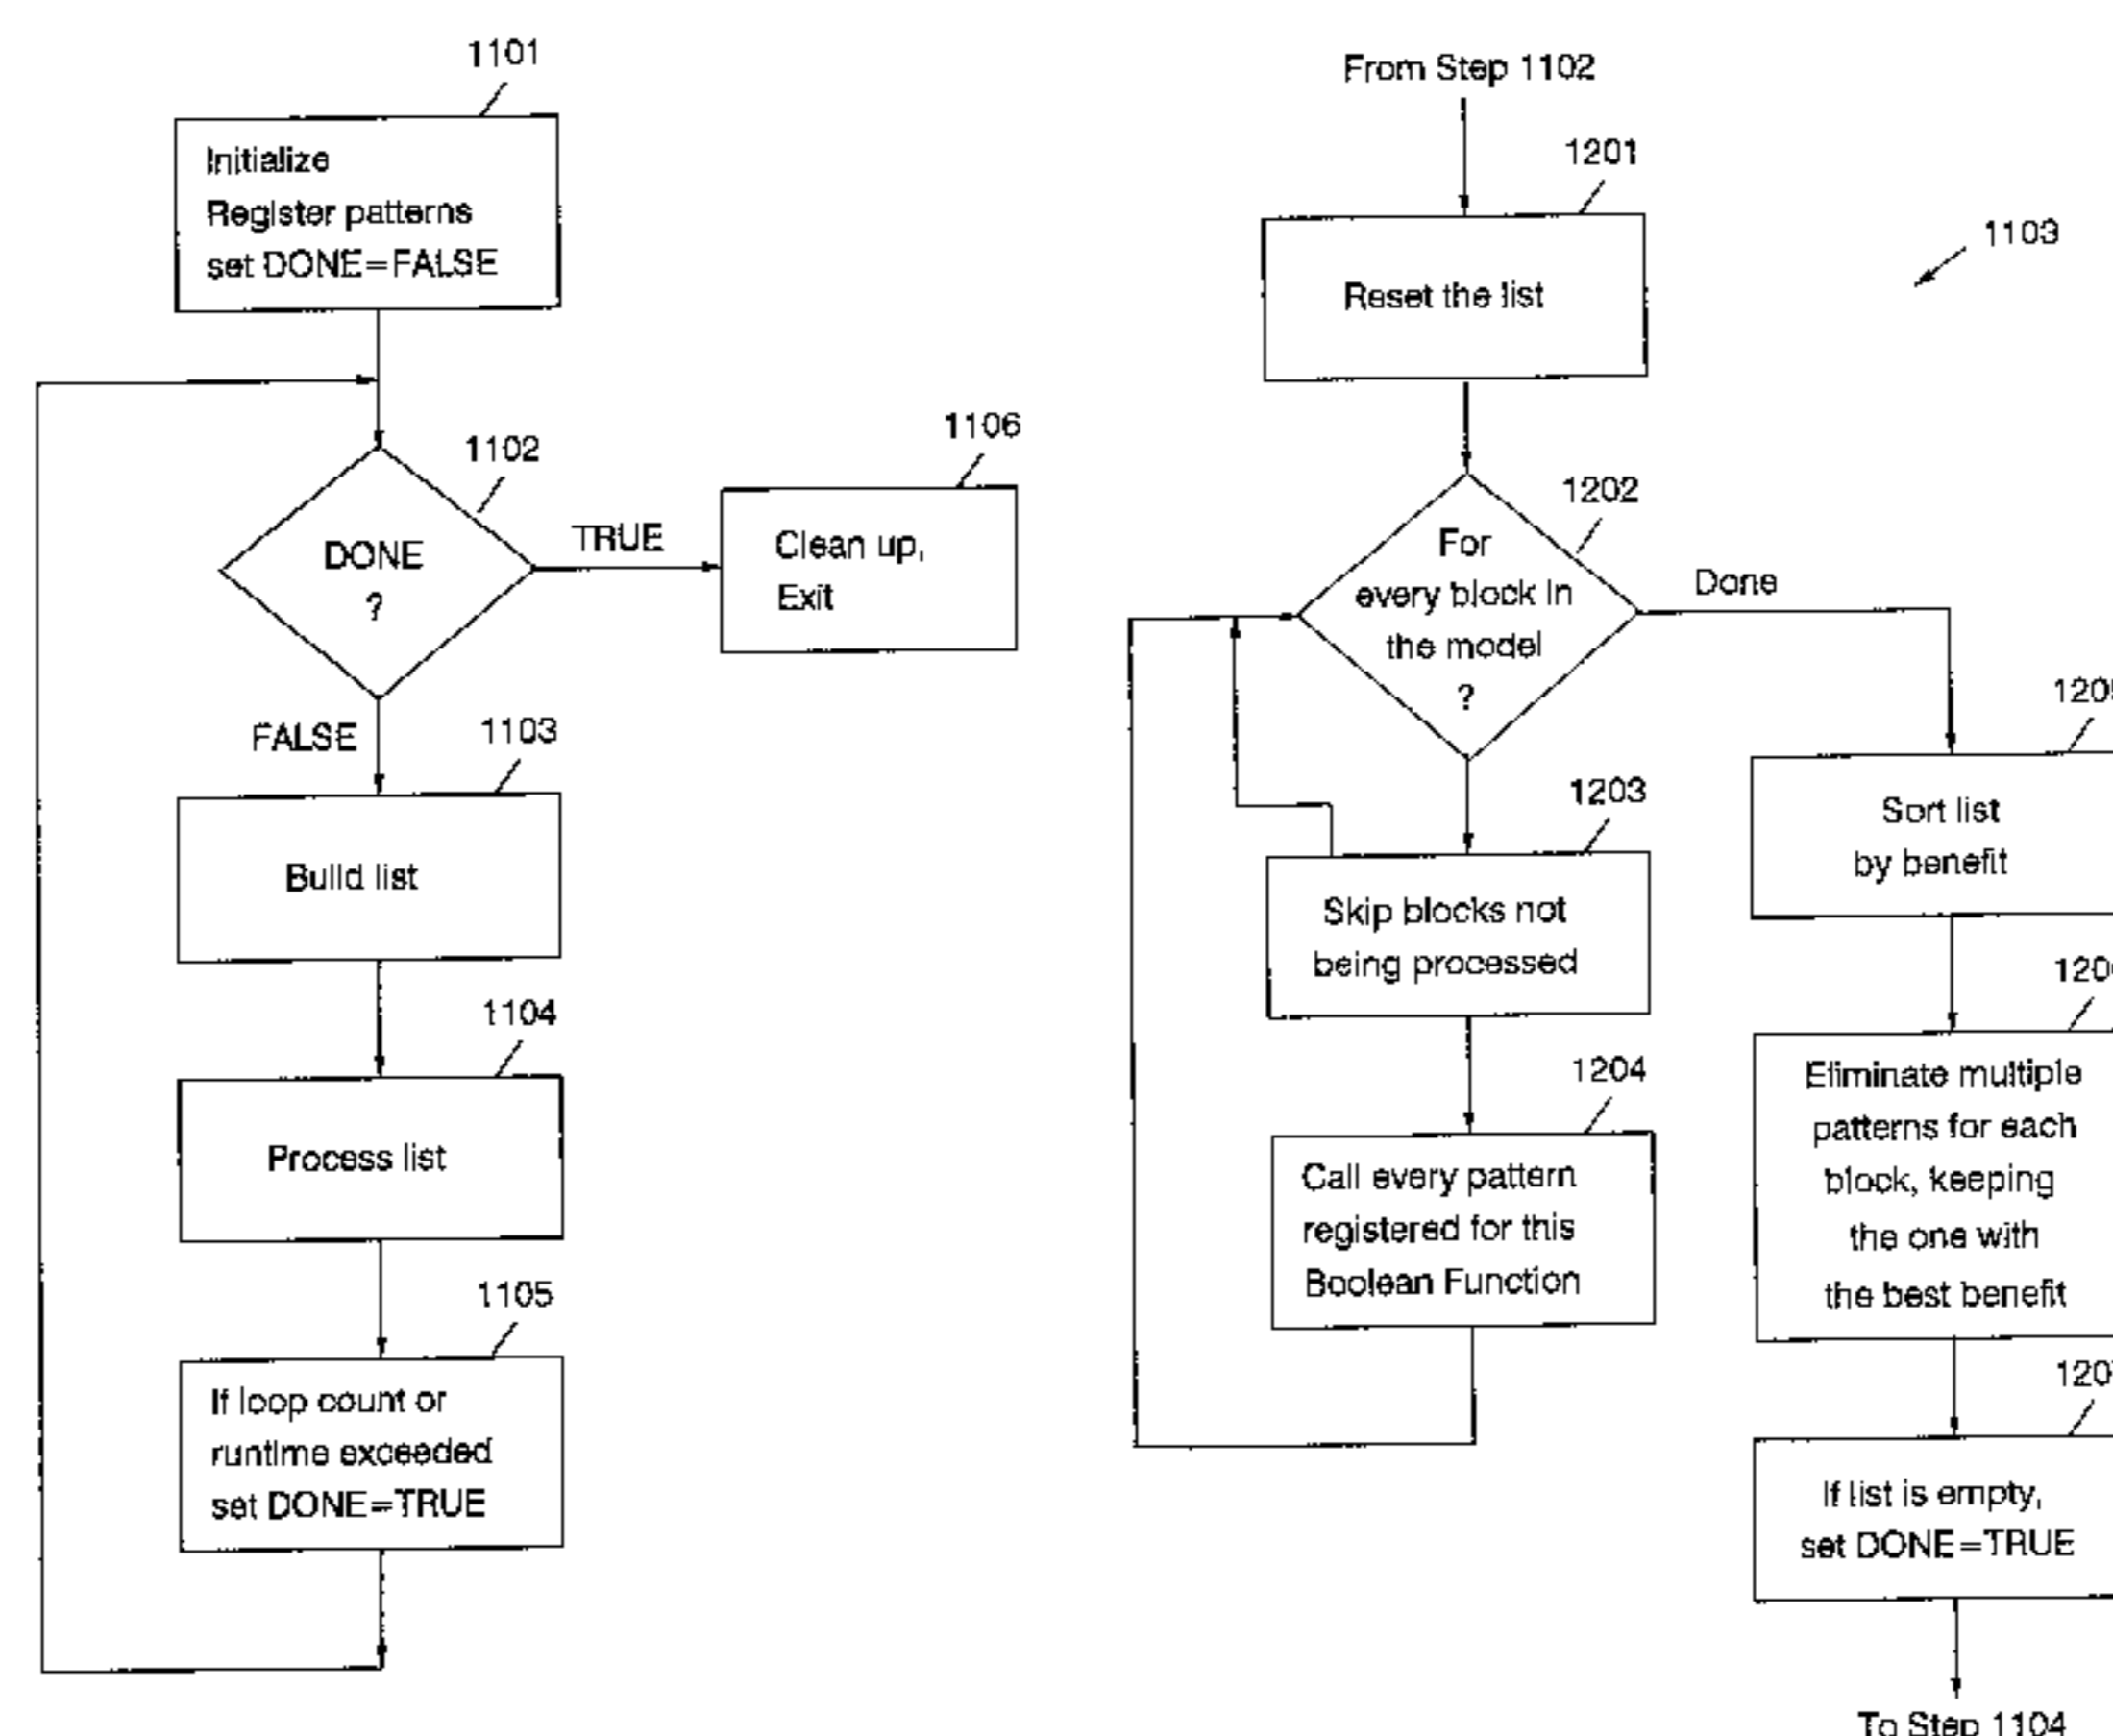 1101
Initialize
Register patterns
set DONE=FALSE
1102
DONE
?
TRUE
1106
Clean up,
Exit
FALSE
1103
Build list
1104
Process list
1105
If loop count or
runtime exceeded
set DONE=TRUE
From Step 1102
1201
Reset the list
1103
1202
For
every block in
the model
?
Done
1203
Skip blocks not
being processed
1204
Call every pattern
registered for this
Boolean Function
Sort list
by benefit
Eliminate multiple
patterns for each
block, keeping
the one with
the best benefit
If list is empty,
set DONE=TRUE
To Step 1104